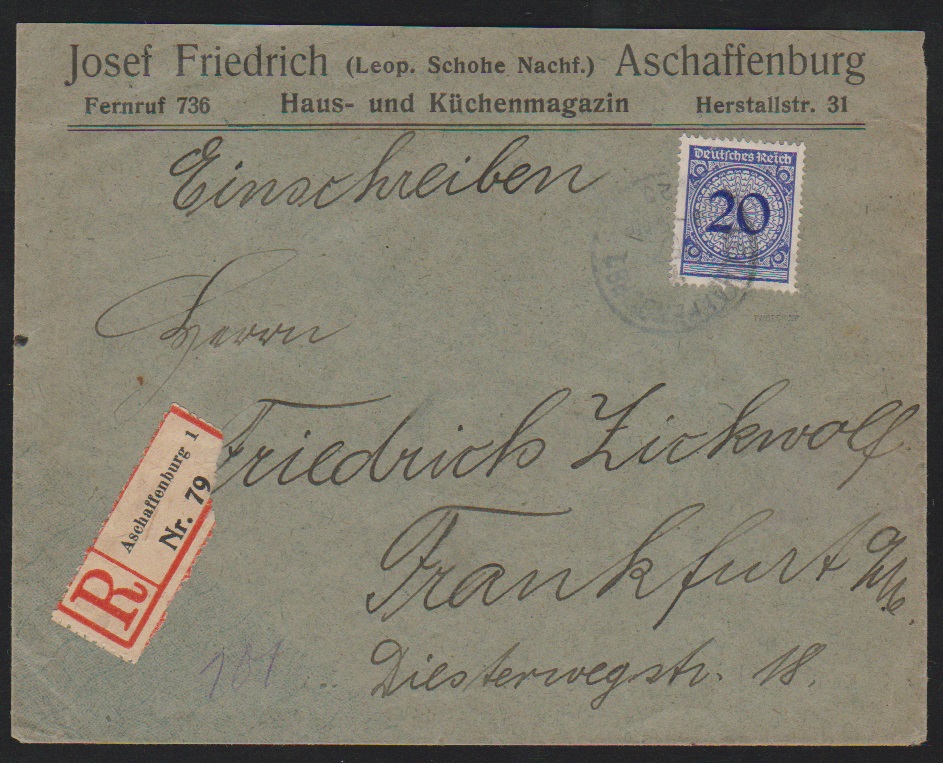 Josef Friedrich (Leop. Schohe Nachf.) Aschaffenburg
Fernruf 736 Haus- und Küchenmagazin Herstallstr. 31
Einschreiben
Deutsches Reich
20
Herrn
Friedrich Zickwolf
Frankfurt a/M.
Diesterwegstr. 18.
Aschaffenburg 1
Nr. 79
R
181